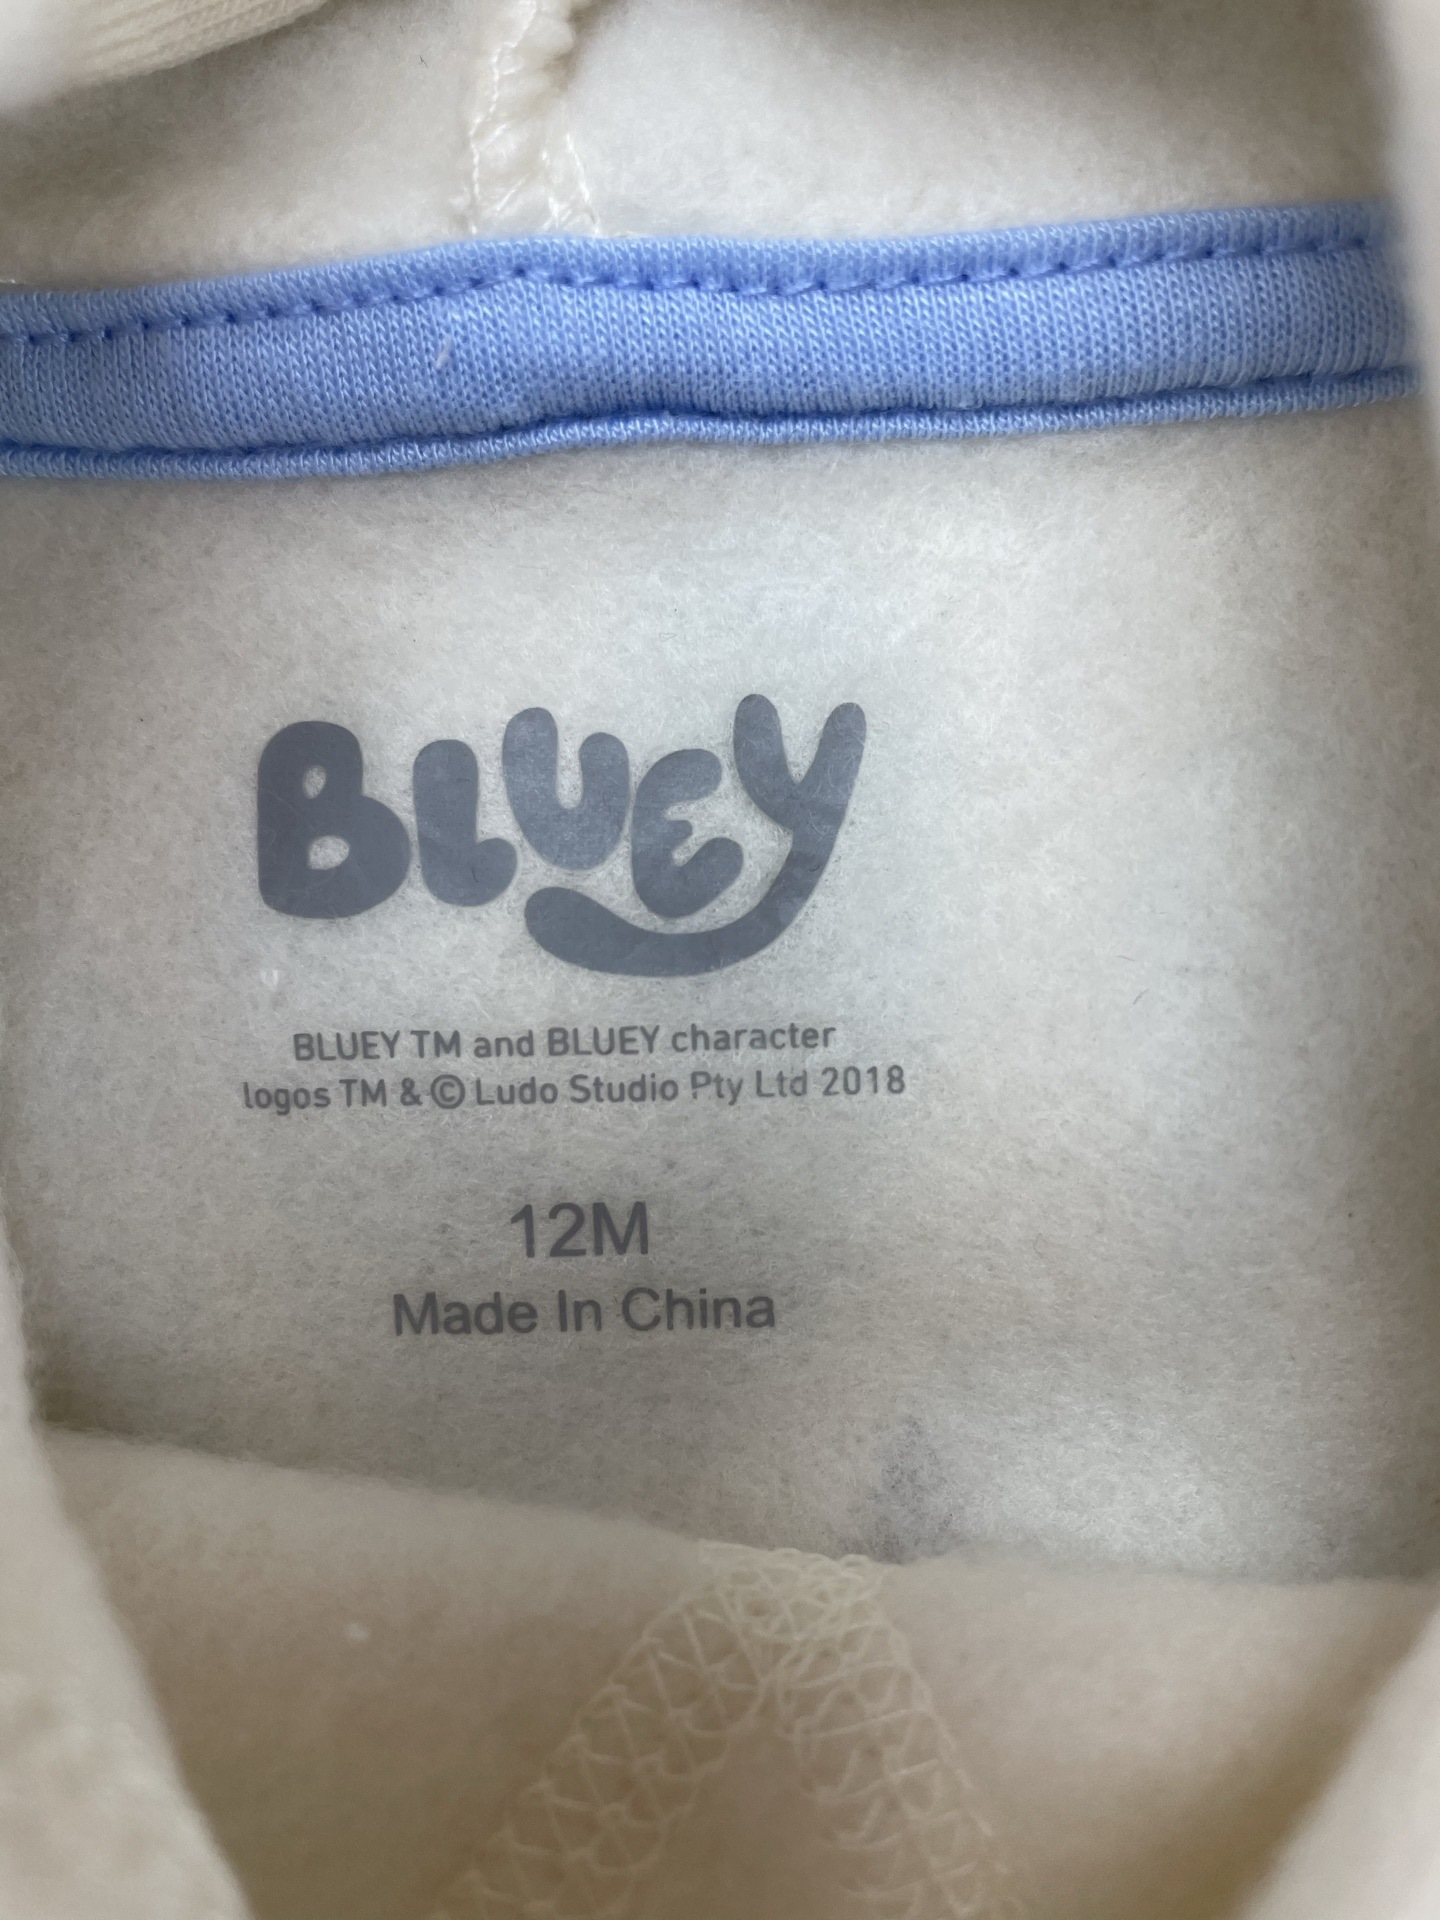 BLUEY
BLUEY TM and BLUEY character
logos TM & © Ludo Studio Pty Ltd 2018
12M
Made In China